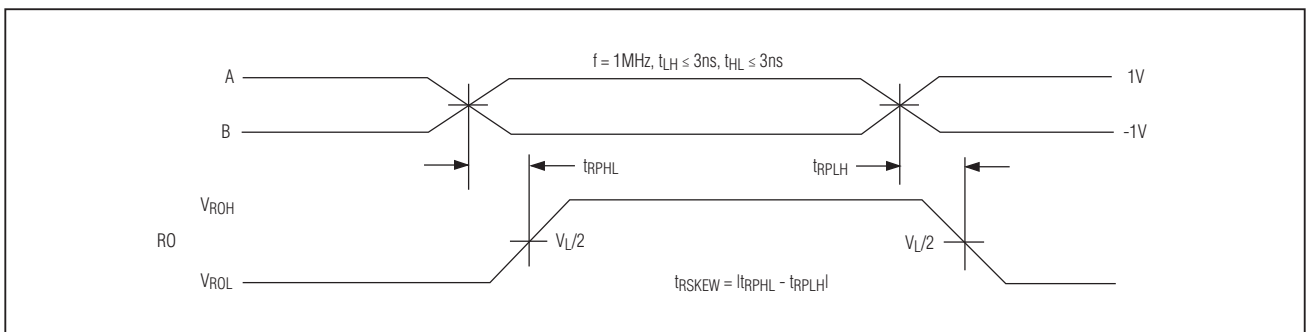 f = 1MHz, tLH ≤ 3ns, tHL ≤ 3ns
A
1V
B
-1V
tRPHL
tRPLH
VROH
RO
VL/2
VL/2
VROL
tRSKEW = |tRPHL - tRPLH|